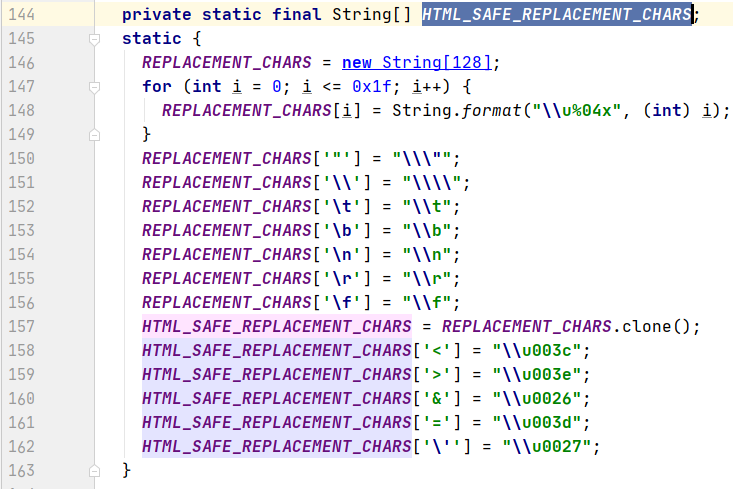 144 private static final String[] HTML_SAFE_REPLACEMENT_CHARS;
145 static {
146 REPLACEMENT_CHARS = new String[128];
147 for (int i = 0; i <= 0x1f; i++) {
148 REPLACEMENT_CHARS[i] = String.format("\\u%04x", (int) i);
149 }
150 REPLACEMENT_CHARS['"'] = "\\\"";
151 REPLACEMENT_CHARS['\\'] = "\\\\";
152 REPLACEMENT_CHARS['\t'] = "\\t";
153 REPLACEMENT_CHARS['\b'] = "\\b";
154 REPLACEMENT_CHARS['\n'] = "\\n";
155 REPLACEMENT_CHARS['\r'] = "\\r";
156 REPLACEMENT_CHARS['\f'] = "\\f";
157 HTML_SAFE_REPLACEMENT_CHARS = REPLACEMENT_CHARS.clone();
158 HTML_SAFE_REPLACEMENT_CHARS['<'] = "\\u003c";
159 HTML_SAFE_REPLACEMENT_CHARS['>'] = "\\u003e";
160 HTML_SAFE_REPLACEMENT_CHARS['&'] = "\\u0026";
161 HTML_SAFE_REPLACEMENT_CHARS['='] = "\\u003d";
162 HTML_SAFE_REPLACEMENT_CHARS['\''] = "\\u0027";
163 }